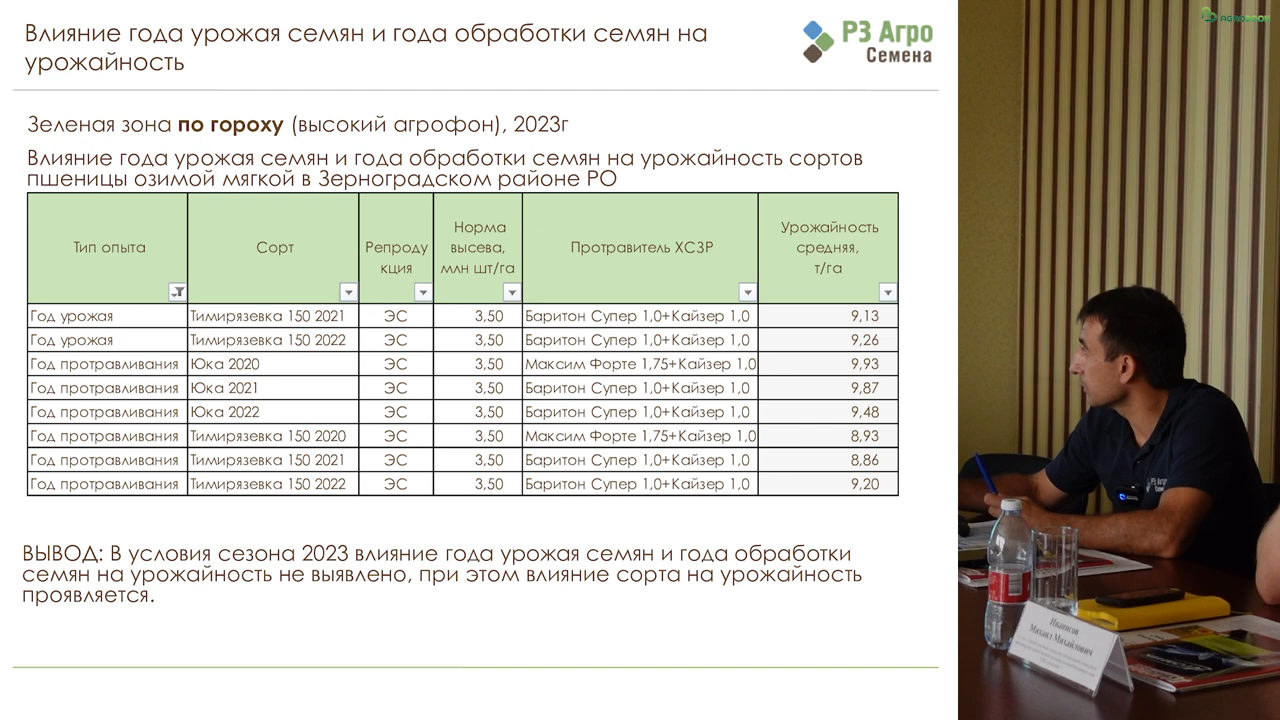 Влияние года урожая семян и года обработки семян на
урожайность
РЗ Агро
Семена
Зеленая зона по гороху (высокий агрофон), 2023г
Влияние года урожая семян и года обработки семян на урожайность сортов
пшеницы озимой мягкой в Зерноградском районе РО
Тип опыта Сорт Репроду
кция Норма
высева,
млн шт/га Протравитель ХСЗР Урожайность
средняя,
т/га
Год урожая Тимирязевка 150 2021 ЭС 3,50 Баритон Супер 1,0+Кайзер 1,0 9,13
Год урожая Тимирязевка 150 2022 ЭС 3,50 Баритон Супер 1,0+Кайзер 1,0 9,26
Год протравливания Юка 2020 ЭС 3,50 Максим Форте 1,75+Кайзер 1,0 9,93
Год протравливания Юка 2021 ЭС 3,50 Баритон Супер 1,0+Кайзер 1,0 9,87
Год протравливания Юка 2022 ЭС 3,50 Баритон Супер 1,0+Кайзер 1,0 9,48
Год протравливания Тимирязевка 150 2020 ЭС 3,50 Максим Форте 1,75+Кайзер 1,0 8,93
Год протравливания Тимирязевка 150 2021 ЭС 3,50 Баритон Супер 1,0+Кайзер 1,0 8,86
Год протравливания Тимирязевка 150 2022 ЭС 3,50 Баритон Супер 1,0+Кайзер 1,0 9,20
ВЫВОД: В условия сезона 2023 влияние года урожая семян и года обработки
семян на урожайность не выявлено, при этом влияние сорта на урожайность
проявляется.
РЗ Агро
Семена
Михаил Михайлович